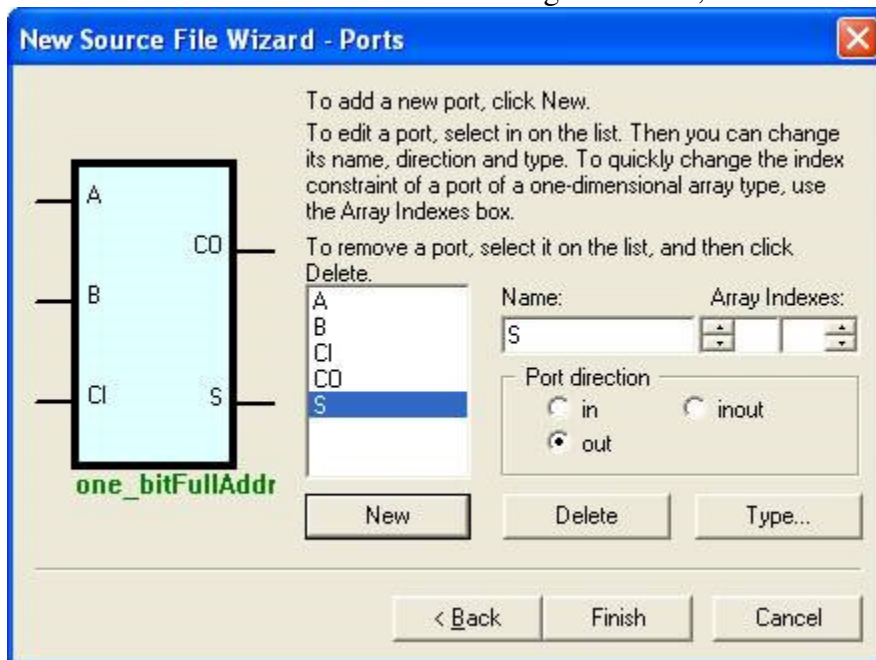 New Source File Wizard - Ports
To add a new port, click New.
To edit a port, select in on the list. Then you can change
its name, direction and type. To quickly change the index
constraint of a port of a one-dimensional array type, use
the Array Indexes box.
To remove a port, select it on the list, and then click
Delete.
A
CO
B
CI
S
one_bitFullAddr
A
B
CI
CO
S
Name:
Array Indexes:
S
Port direction
in
inout
out
New
Delete
Type...
< Back
Finish
Cancel